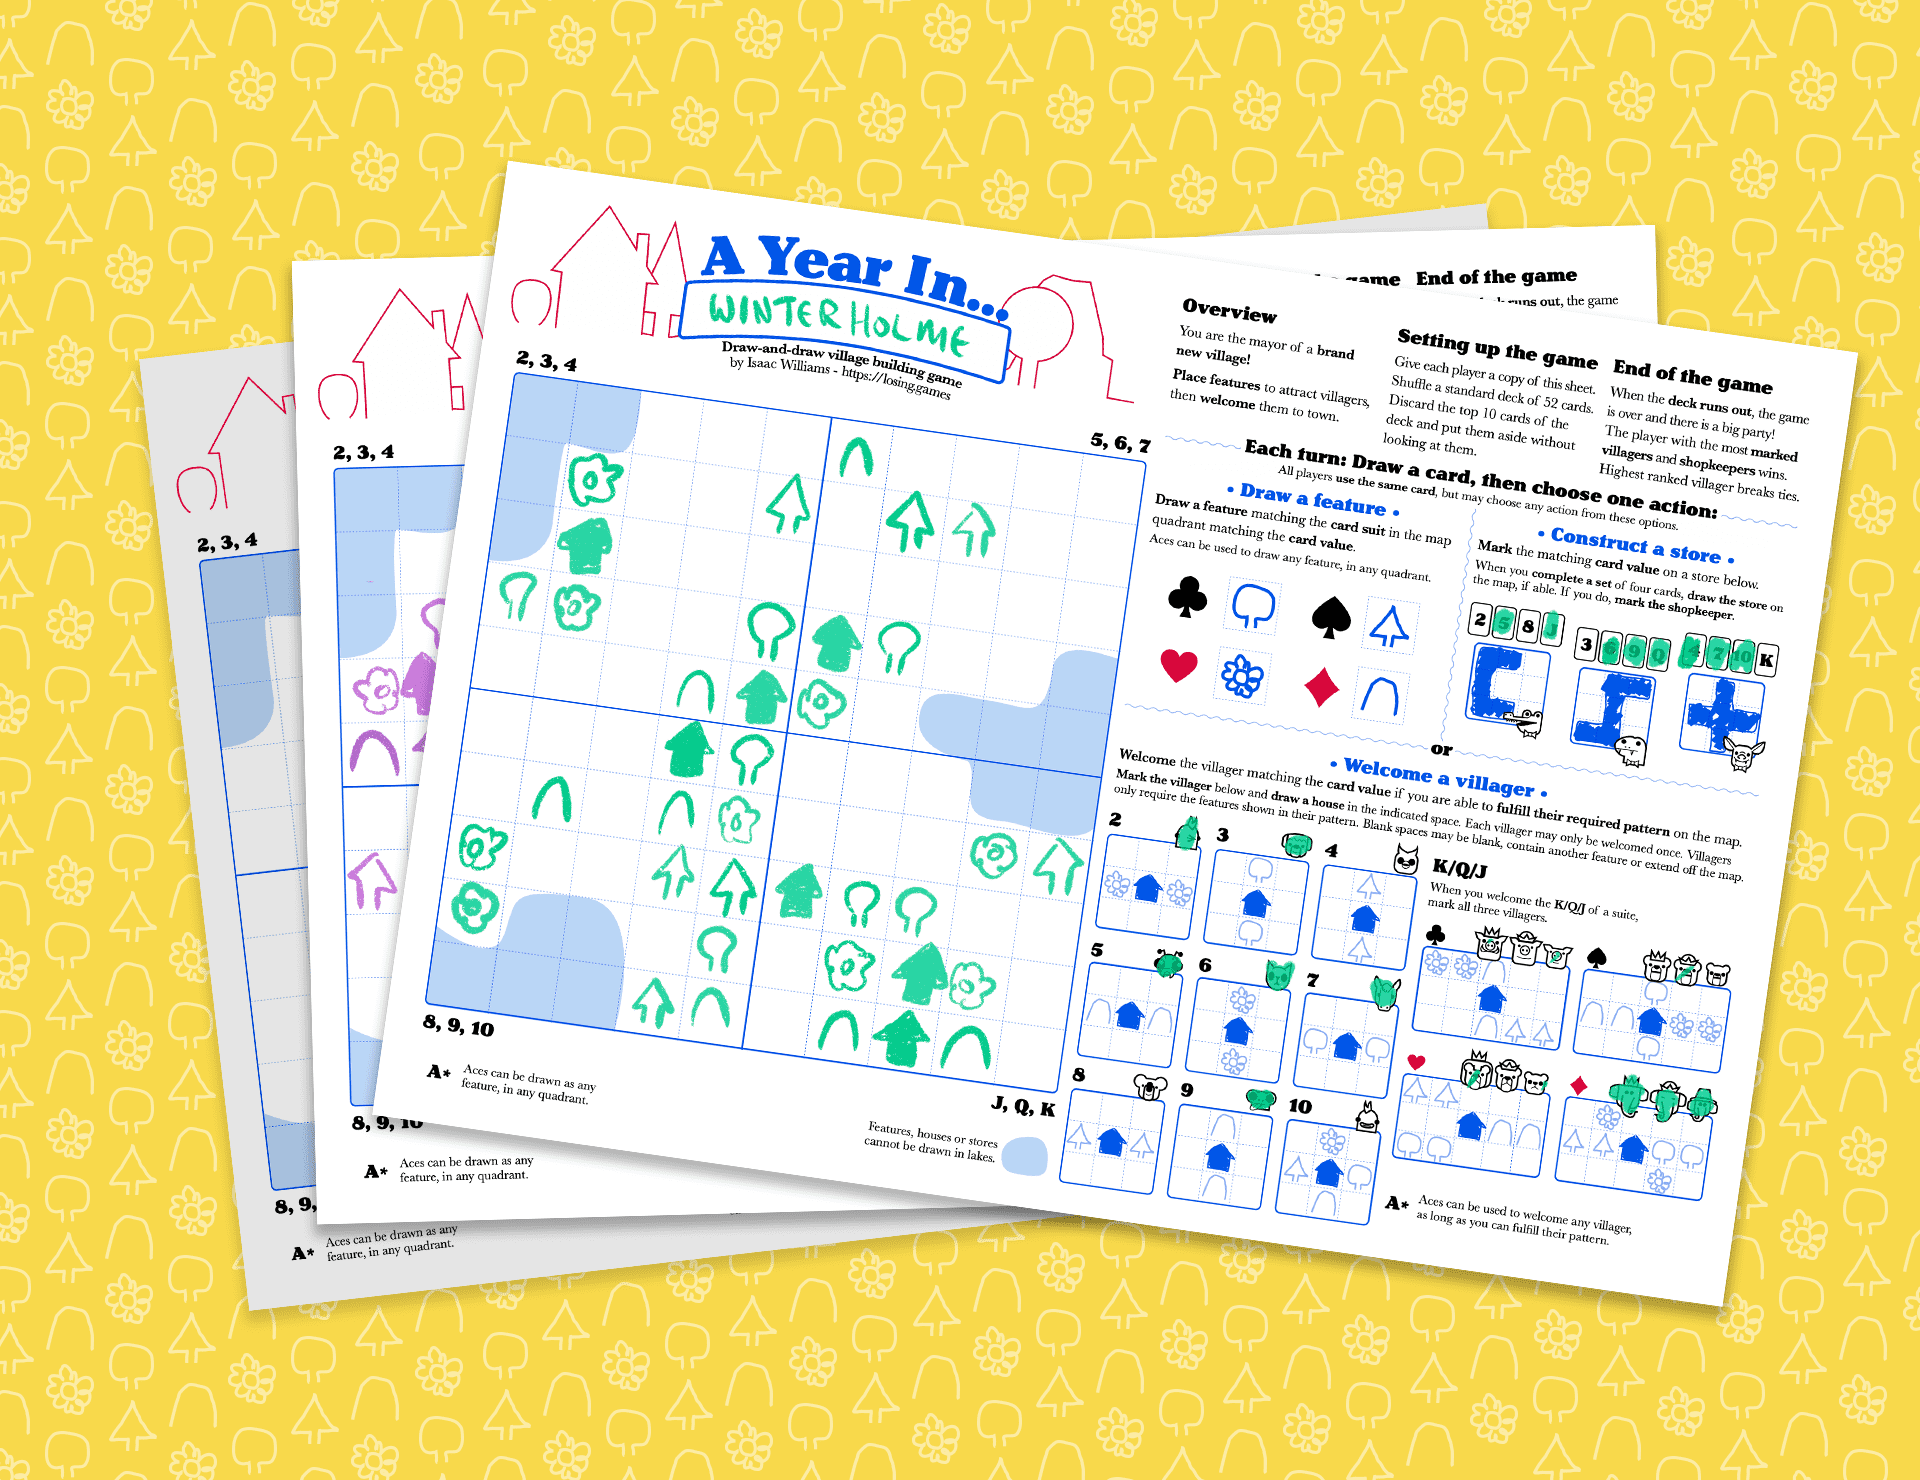 A Year In...
WINTERHOLME
Draw-and-draw village building game
by Isaac Williams - https://losing.games
2, 3, 4
5, 6, 7
8, 9, 10
J, Q, K
A* Aces can be drawn as any
feature, in any quadrant.
Features, houses or stores
cannot be drawn in lakes.
Overview
You are the mayor of a brand
new village!
Place features to attract villagers,
then welcome them to town.
Setting up the game
Give each player a copy of this sheet.
Shuffle a standard deck of 52 cards.
Discard the top 10 cards of the
deck and put them aside without
looking at them.
End of the game
When the deck runs out, the game
is over and there is a big party!
The player with the most marked
villagers and shopkeepers wins.
Highest ranked villager breaks ties.
Each turn: Draw a card, then choose one action:
All players use the same card, but may choose any action from these options.
• Draw a feature •
Draw a feature matching the card suit in the map
quadrant matching the card value.
Aces can be used to draw any feature, in any quadrant.
• Construct a store •
Mark the matching card value on a store below.
When you complete a set of four cards, draw the store on
the map, if able. If you do, mark the shopkeeper.
2 5 8 J
3 6 9 Q
4 7 10 K
or
• Welcome a villager •
Welcome the villager matching the card value if you are able to fulfill their required pattern on the map.
Mark the villager below and draw a house in the indicated space. Each villager may only be welcomed once. Villagers
only require the features shown in their pattern. Blank spaces may be blank, contain another feature or extend off the map.
2
3
4
K/Q/J
When you welcome the K/Q/J of a suite,
mark all three villagers.
5
6
7
8
9
10
A* Aces can be used to welcome any villager,
as long as you can fulfill their pattern.
game
End of the game
runs out, the game
2, 3, 4
8, 9, 10
A* Aces can be drawn as any
feature, in any quadrant.
2, 3, 4
8, 9,
A* Aces can be drawn as any
feature, in any quadrant.